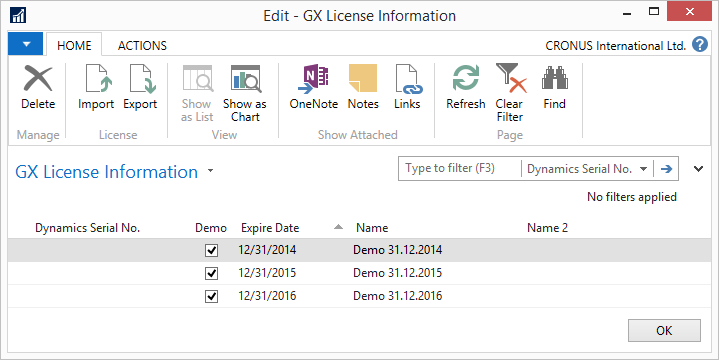 Edit - GX License Information
HOME ACTIONS CRONUS International Ltd. ?
Delete Import Export Show as List Show as Chart OneNote Notes Links Refresh Clear Filter Find
Manage License View Show Attached Page
GX License Information Type to filter (F3) Dynamics Serial No.
No filters applied
Dynamics Serial No. Demo Expire Date Name Name 2
12/31/2014 Demo 31.12.2014
12/31/2015 Demo 31.12.2015
12/31/2016 Demo 31.12.2016
OK